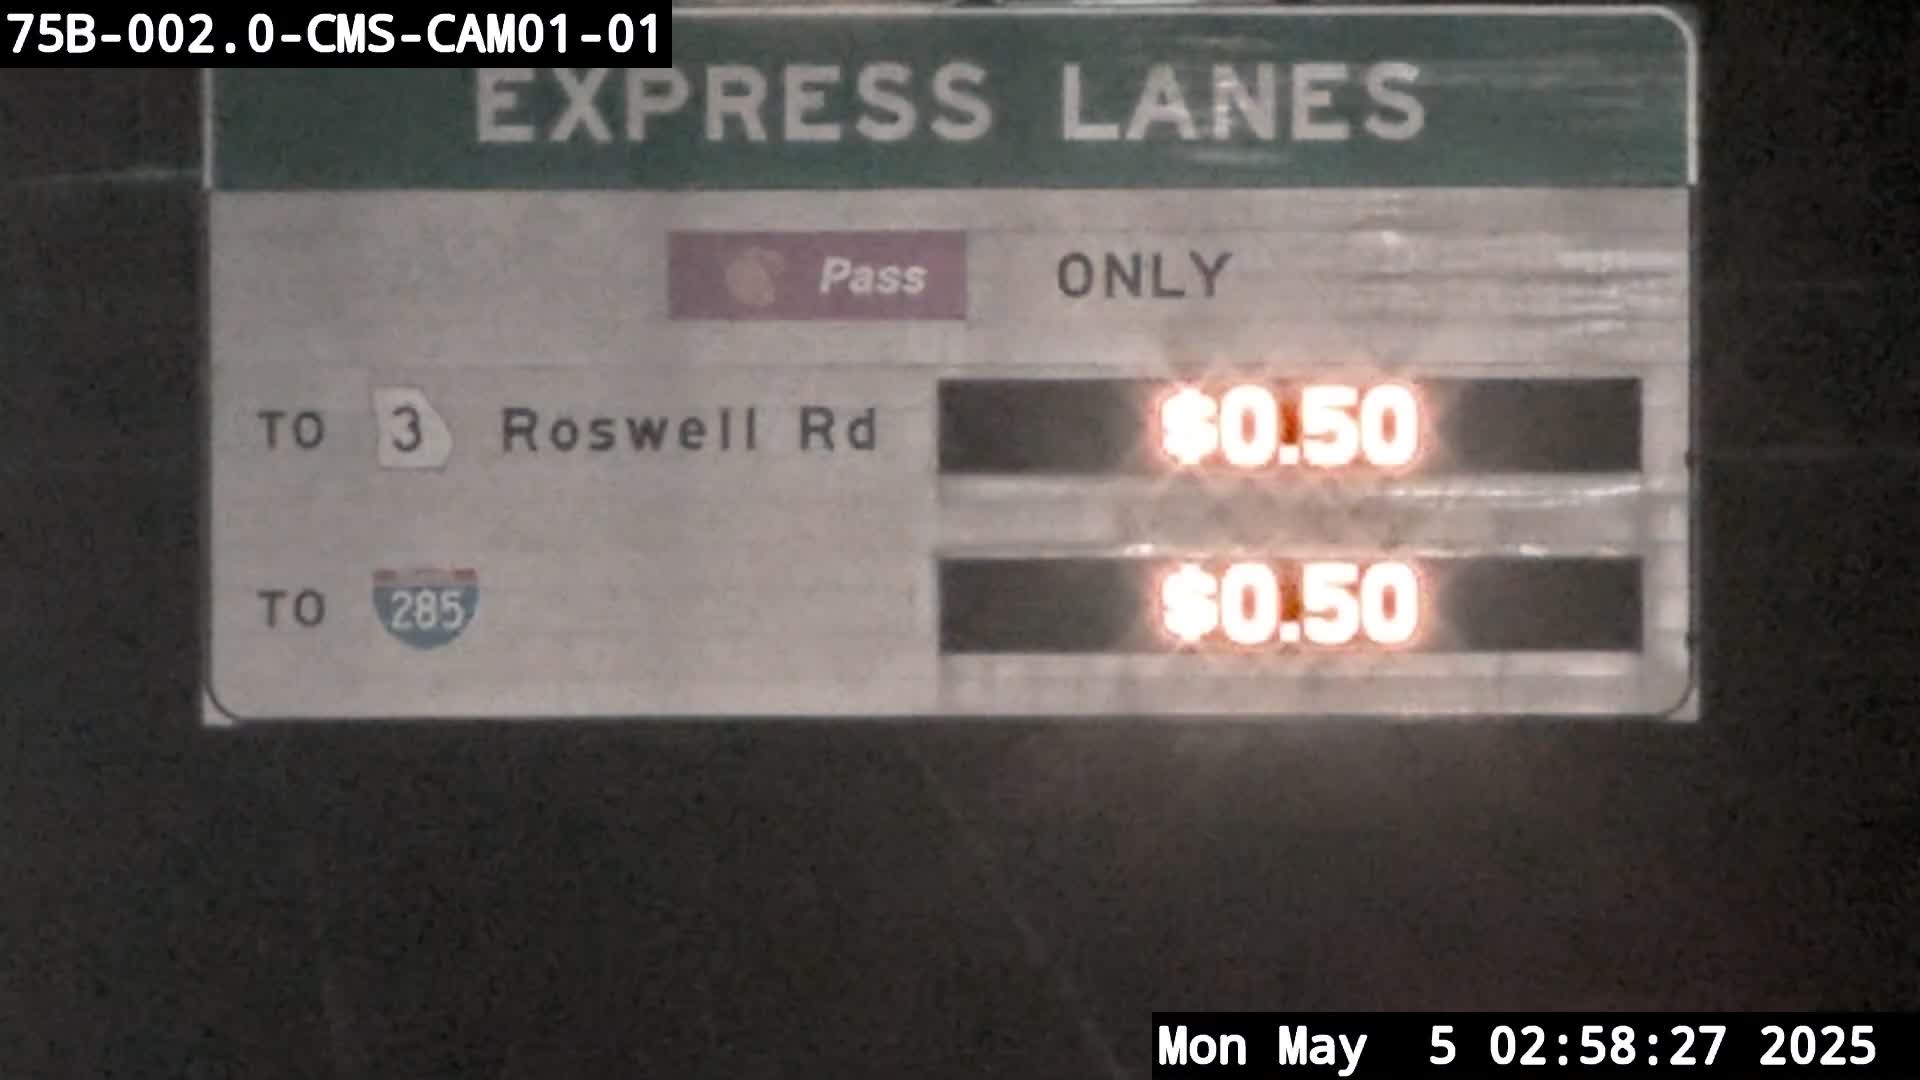 75B-002.0-CMS-CAM01-01
EXPRESS LANES
Pass ONLY
TO 3 Roswell Rd $0.50
TO 285 $0.50
Mon May 5 02:58:27 2025